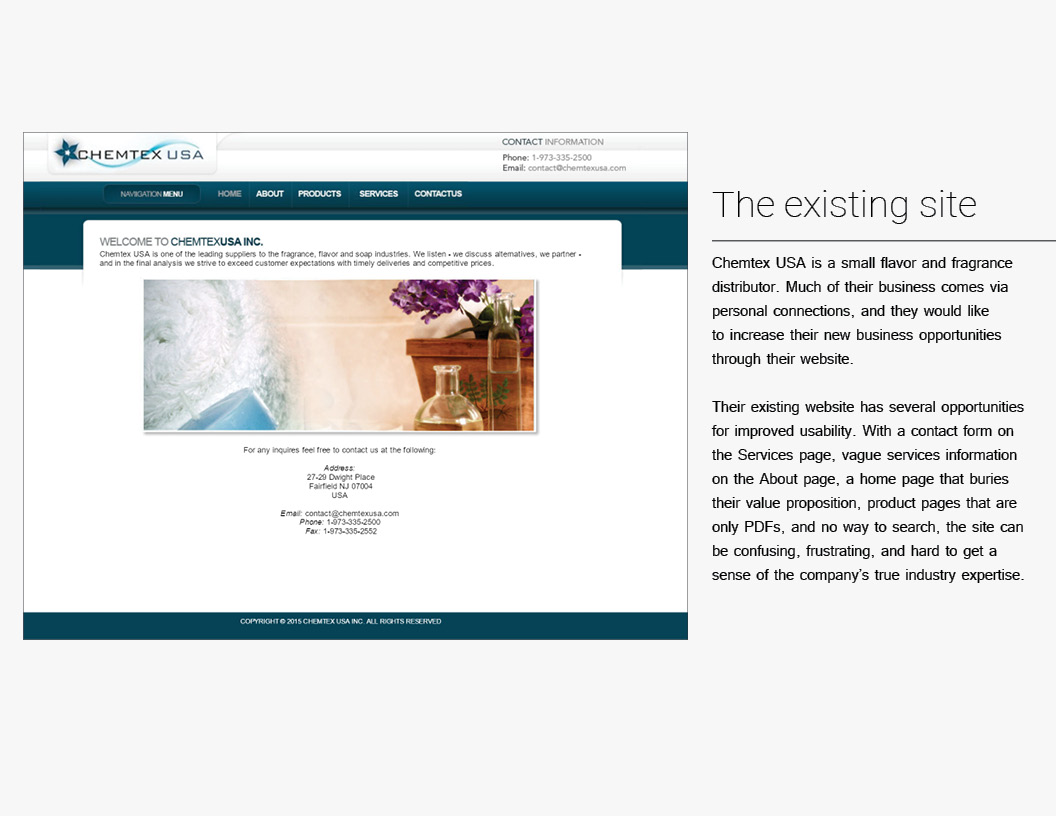 CHEMTEX USA
CONTACT INFORMATION
Phone: 1-973-335-2500
Email: contact@chemtexusa.com
NAVIGATION MENU
HOME
ABOUT
PRODUCTS
SERVICES
CONTACTUS
WELCOME TO CHEMTEXUSA INC.
Chemtex USA is one of the leading suppliers to the fragrance, flavor and soap industries. We listen • we discuss alternatives, we partner •
and in the final analysis we strive to exceed customer expectations with timely deliveries and competitive prices.
For any inquires feel free to contact us at the following:
Address:
27-29 Dwight Place
Fairfield NJ 07004
USA
Email: contact@chemtexusa.com
Phone: 1-973-335-2500
Fax: 1-973-335-2552
COPYRIGHT © 2015 CHEMTEX USA INC. ALL RIGHTS RESERVED
The existing site
Chemtex USA is a small flavor and fragrance
distributor. Much of their business comes via
personal connections, and they would like
to increase their new business opportunities
through their website.
Their existing website has several opportunities
for improved usability. With a contact form on
the Services page, vague services information
on the About page, a home page that buries
their value proposition, product pages that are
only PDFs, and no way to search, the site can
be confusing, frustrating, and hard to get a
sense of the company’s true industry expertise.